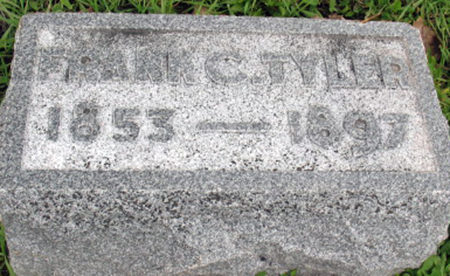 FRANK C. TYLER
1853 — 1897